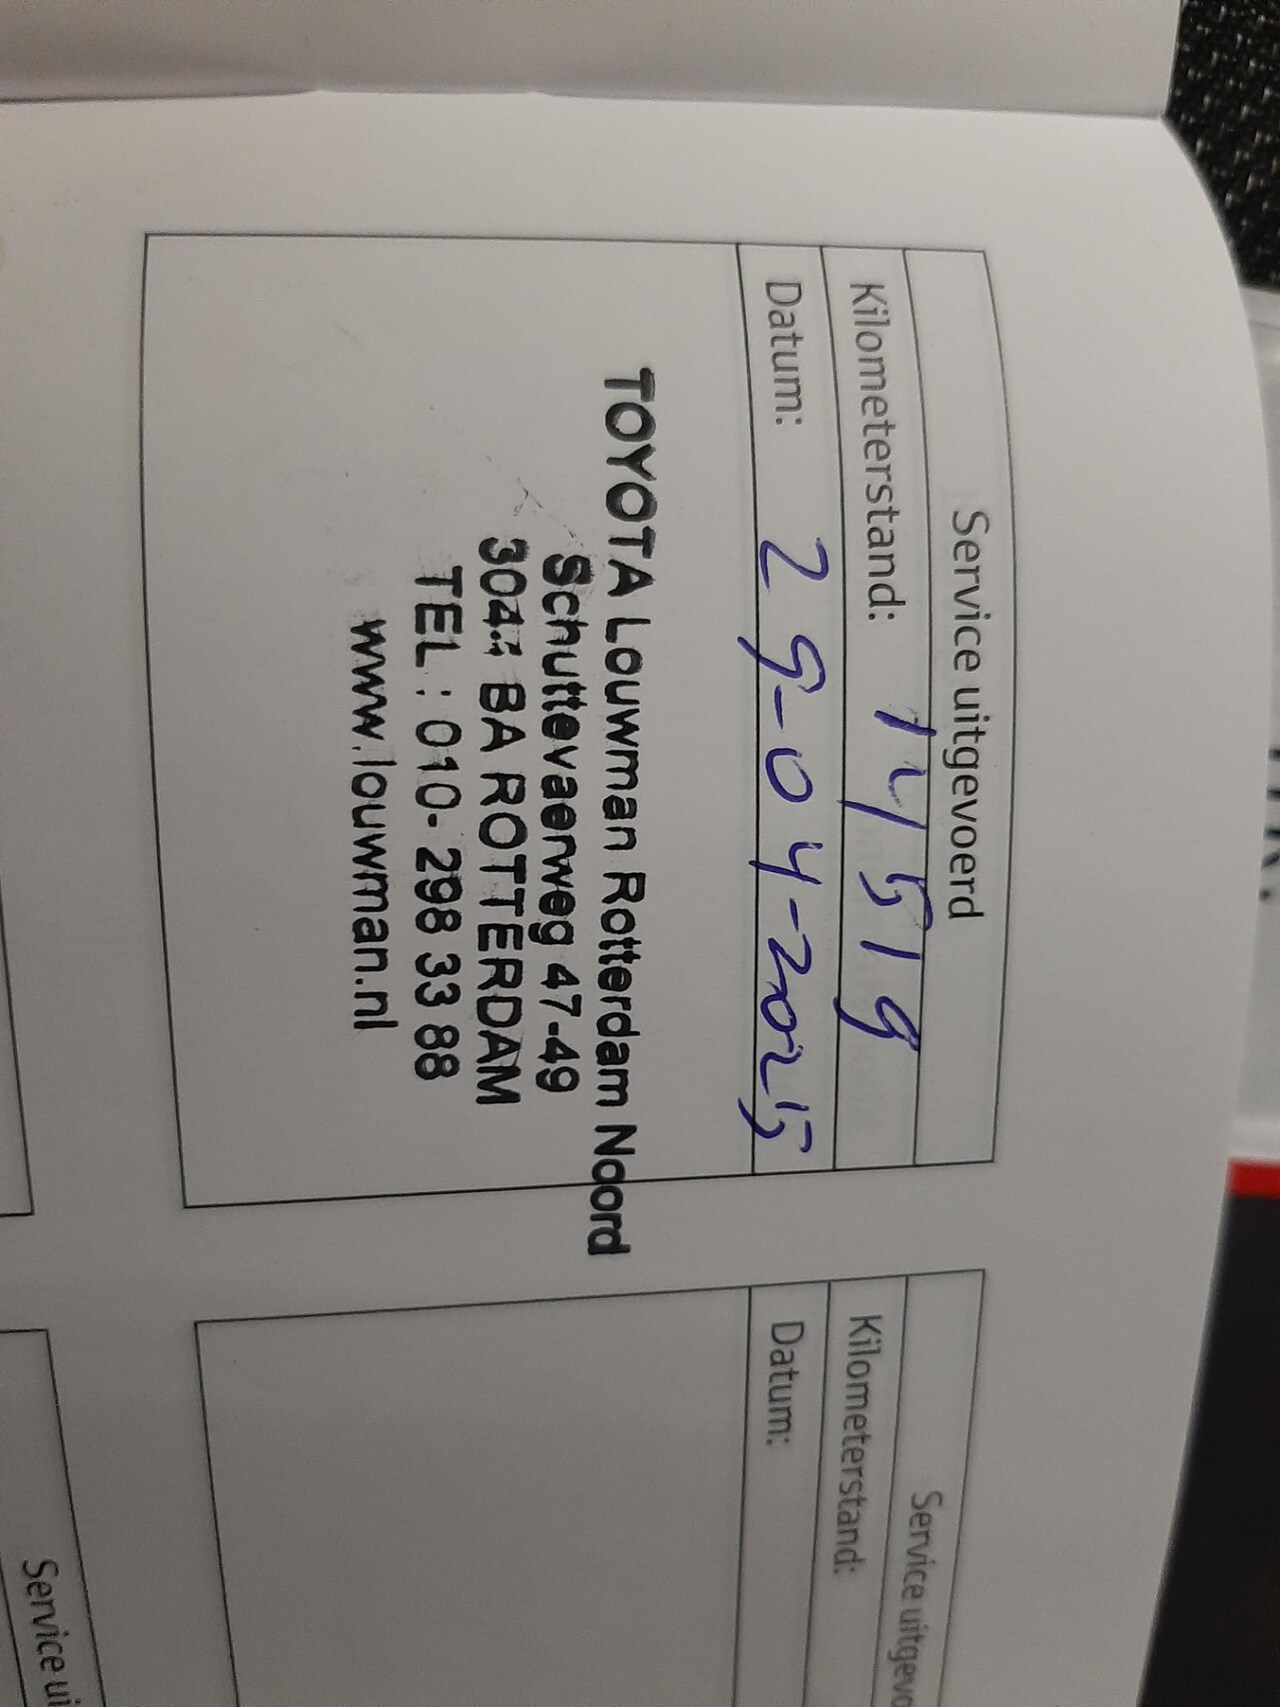 Service uitgevoerd
Kilometerstand: 14519
Datum: 29-04-2025
TOYOTA Louwman Rotterdam Noord
Schuttevaerweg 47-49
BA ROTTERDAM
TEL : 010- 298 33 88
www.louwman.nl
Service uitgevo
Kilometerstand:
Datum:
Service ui